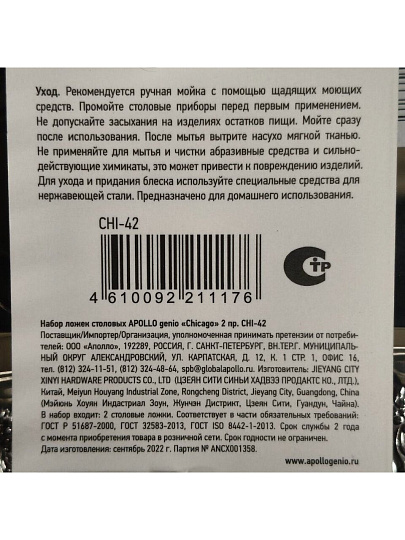 Уход. Рекомендуется ручная мойка с помощью щадящих моющих
средств. Промойте столовые приборы перед первым применением.
Не допускайте засыхания на изделиях остатков пищи. Мойте сразу
после использования. После мытья вытрите насухо мягкой тканью.
Не применяйте для мытья и чистки абразивные средства и сильно-
действующие химикаты, это может привести к повреждению изделий.
Для ухода и придания блеска используйте специальные средства для
нержавеющей стали. Предназначено для домашнего использования.
CHI-42
4 610092 211176
СТР
Набор ложек столовых APOLLO genio «Chicago» 2 пр. CHI-42
Поставщик/Импортер/Организация, уполномоченная принимать претензии от потреби-
телей: ООО «Аполло», 192289, РОССИЯ, Г. САНКТ-ПЕТЕРБУРГ, ВН.ТЕР.Г. МУНИЦИПАЛЬ-
НЫЙ ОКРУГ АЛЕКСАНДРОВСКИЙ, УЛ. КАРПАТСКАЯ, Д. 12, К. 1 СТР. 1, ОФИС 16,
тел. (812) 324-11-51, (812) 324-48-64, spb@globalapollo.ru. Изготовитель: JIEYANG CITY
XINYI HARDWARE PRODUCTS CO., LTD (ЦЗЕЯН СИТИ СИНЬИ ХАДВЭЭ ПРОДАКТС КО., ЛТД.),
Китай, Meiyun Houyang Industrial Zone, Rongcheng District, Jieyang City, Guangdong, China
(Мэйюнь Хоуян Индастриал Зоун, Жунчэн Дистрикт, Цзеян Сити, Гуандун, Чайна).
В набор входит: 2 столовые ложки. Соответствует в части обязательных требований:
ГОСТ Р 51687-2000, ГОСТ 32583-2013, ГОСТ ISO 8442-1-2013. Срок службы 2 года
с момента приобретения товара в розничной сети. Срок годности не ограничен.
Дата изготовления: сентябрь 2022 г. Партия № ANCX001358.
www.apollogenio.ru